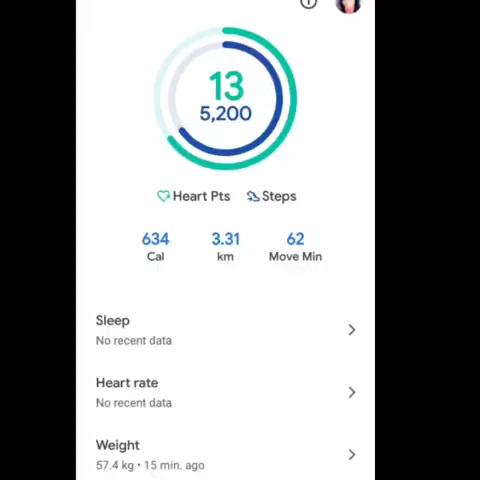 13
5,200
Heart Pts Steps
634 3.31 62
Cal km Move Min
Sleep
No recent data
Heart rate
No recent data
Weight
57.4 kg • 15 min. ago